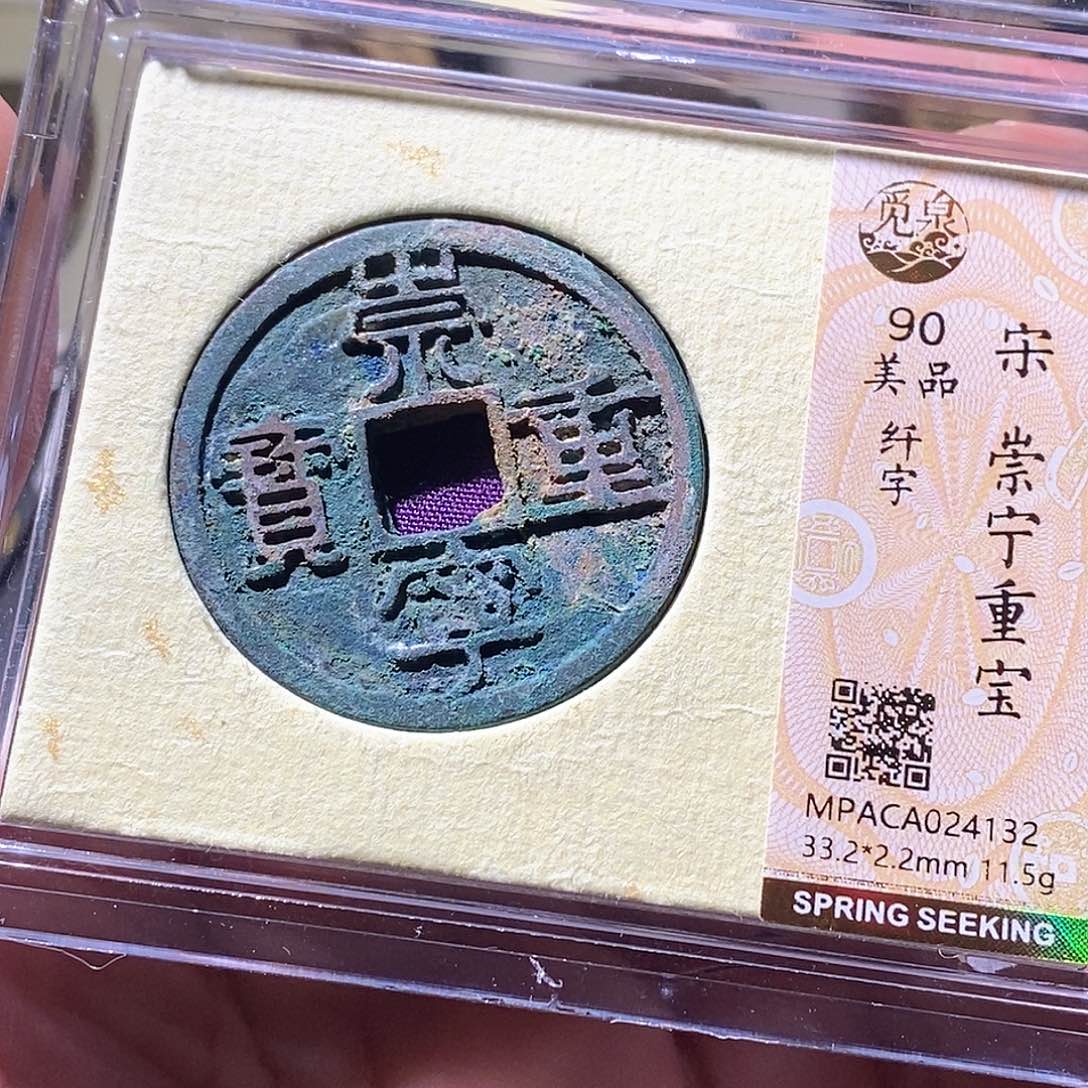 崇
重
寶
寧
觅泉
90
美品
纤字
宋 崇宁重宝
MPACA024132
33.2*2.2mm 11.5g
SPRING SEEKING